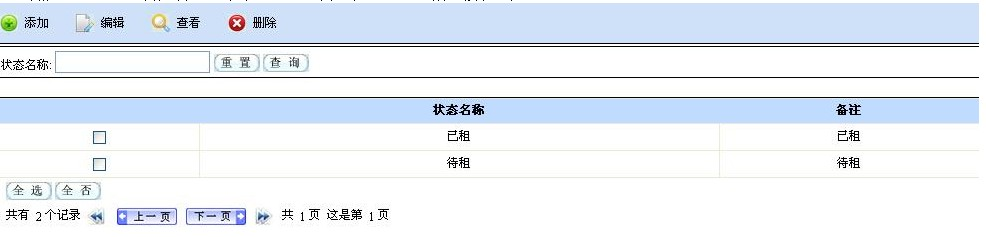 添加 编辑 查看 删除
状态名称: 重 置 查 询
状态名称 备注
已租 已租
待租 待租
全 选 全 否
共有 2个记录 上一页 下一页 共 1页 这是第 1页